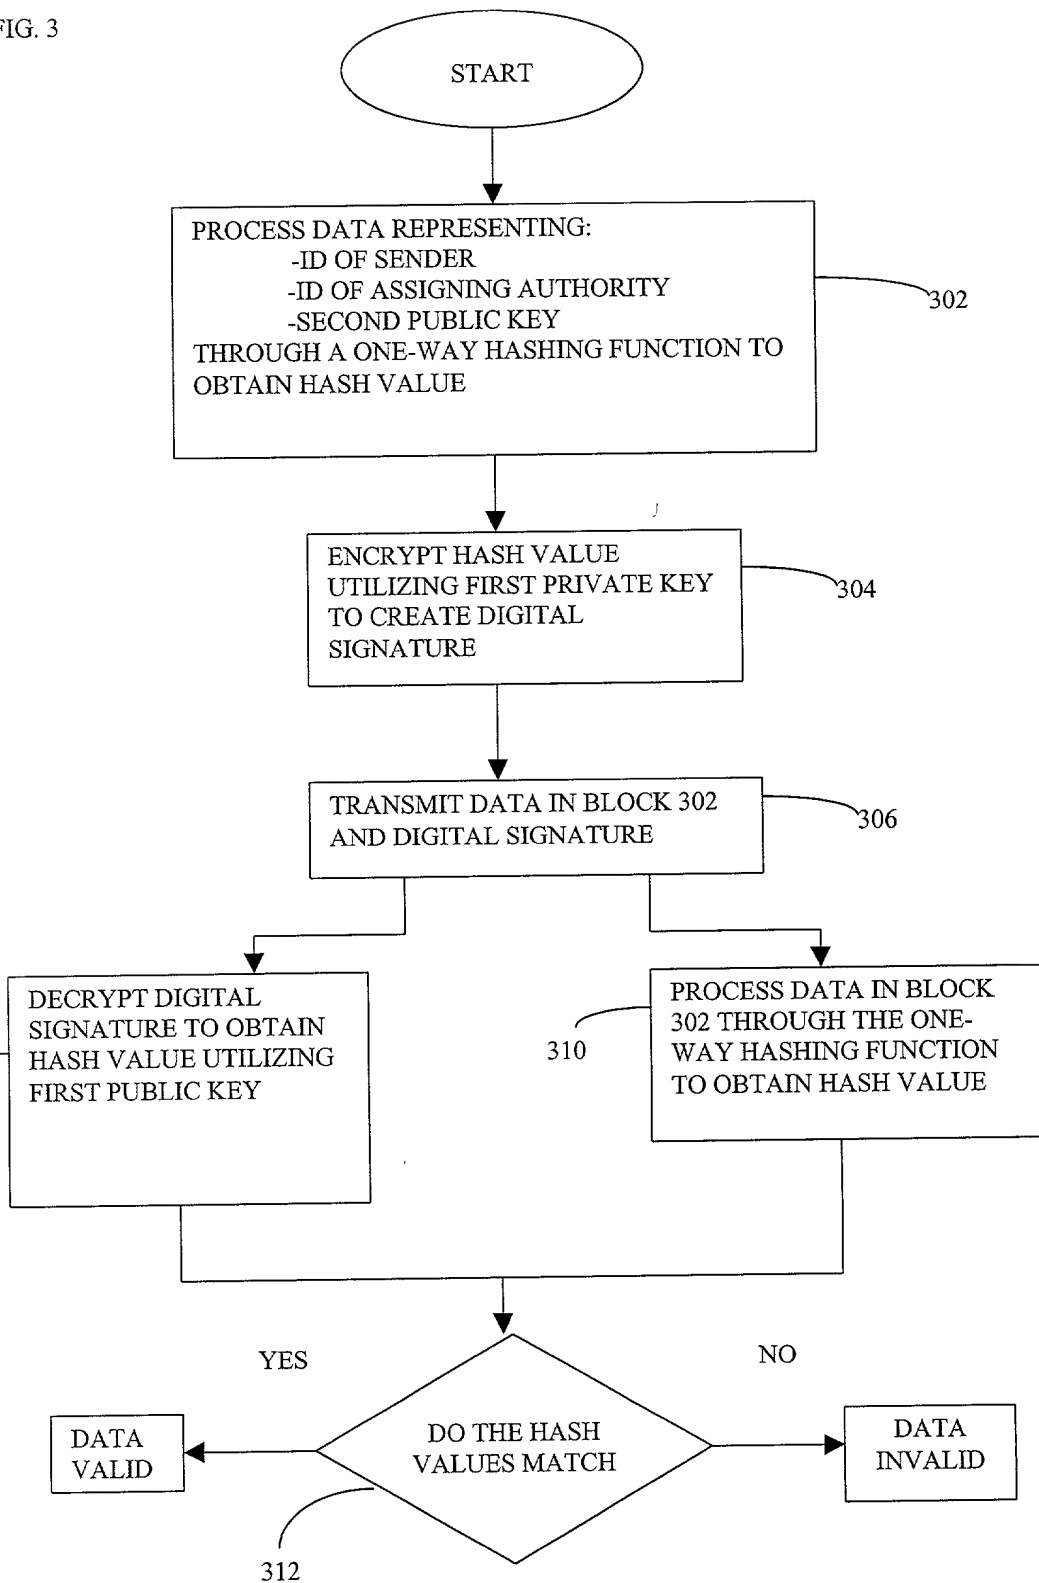 FIG. 3
START
PROCESS DATA REPRESENTING:
-ID OF SENDER
-ID OF ASSIGNING AUTHORITY
-SECOND PUBLIC KEY
THROUGH A ONE-WAY HASHING FUNCTION TO
OBTAIN HASH VALUE
302
ENCRYPT HASH VALUE
UTILIZING FIRST PRIVATE KEY
TO CREATE DIGITAL
SIGNATURE
304
TRANSMIT DATA IN BLOCK 302
AND DIGITAL SIGNATURE
306
DECRYPT DIGITAL
SIGNATURE TO OBTAIN
HASH VALUE UTILIZING
FIRST PUBLIC KEY
310
PROCESS DATA IN BLOCK
302 THROUGH THE ONE-
WAY HASHING FUNCTION
TO OBTAIN HASH VALUE
YES
NO
DO THE HASH
VALUES MATCH
DATA
VALID
DATA
INVALID
312